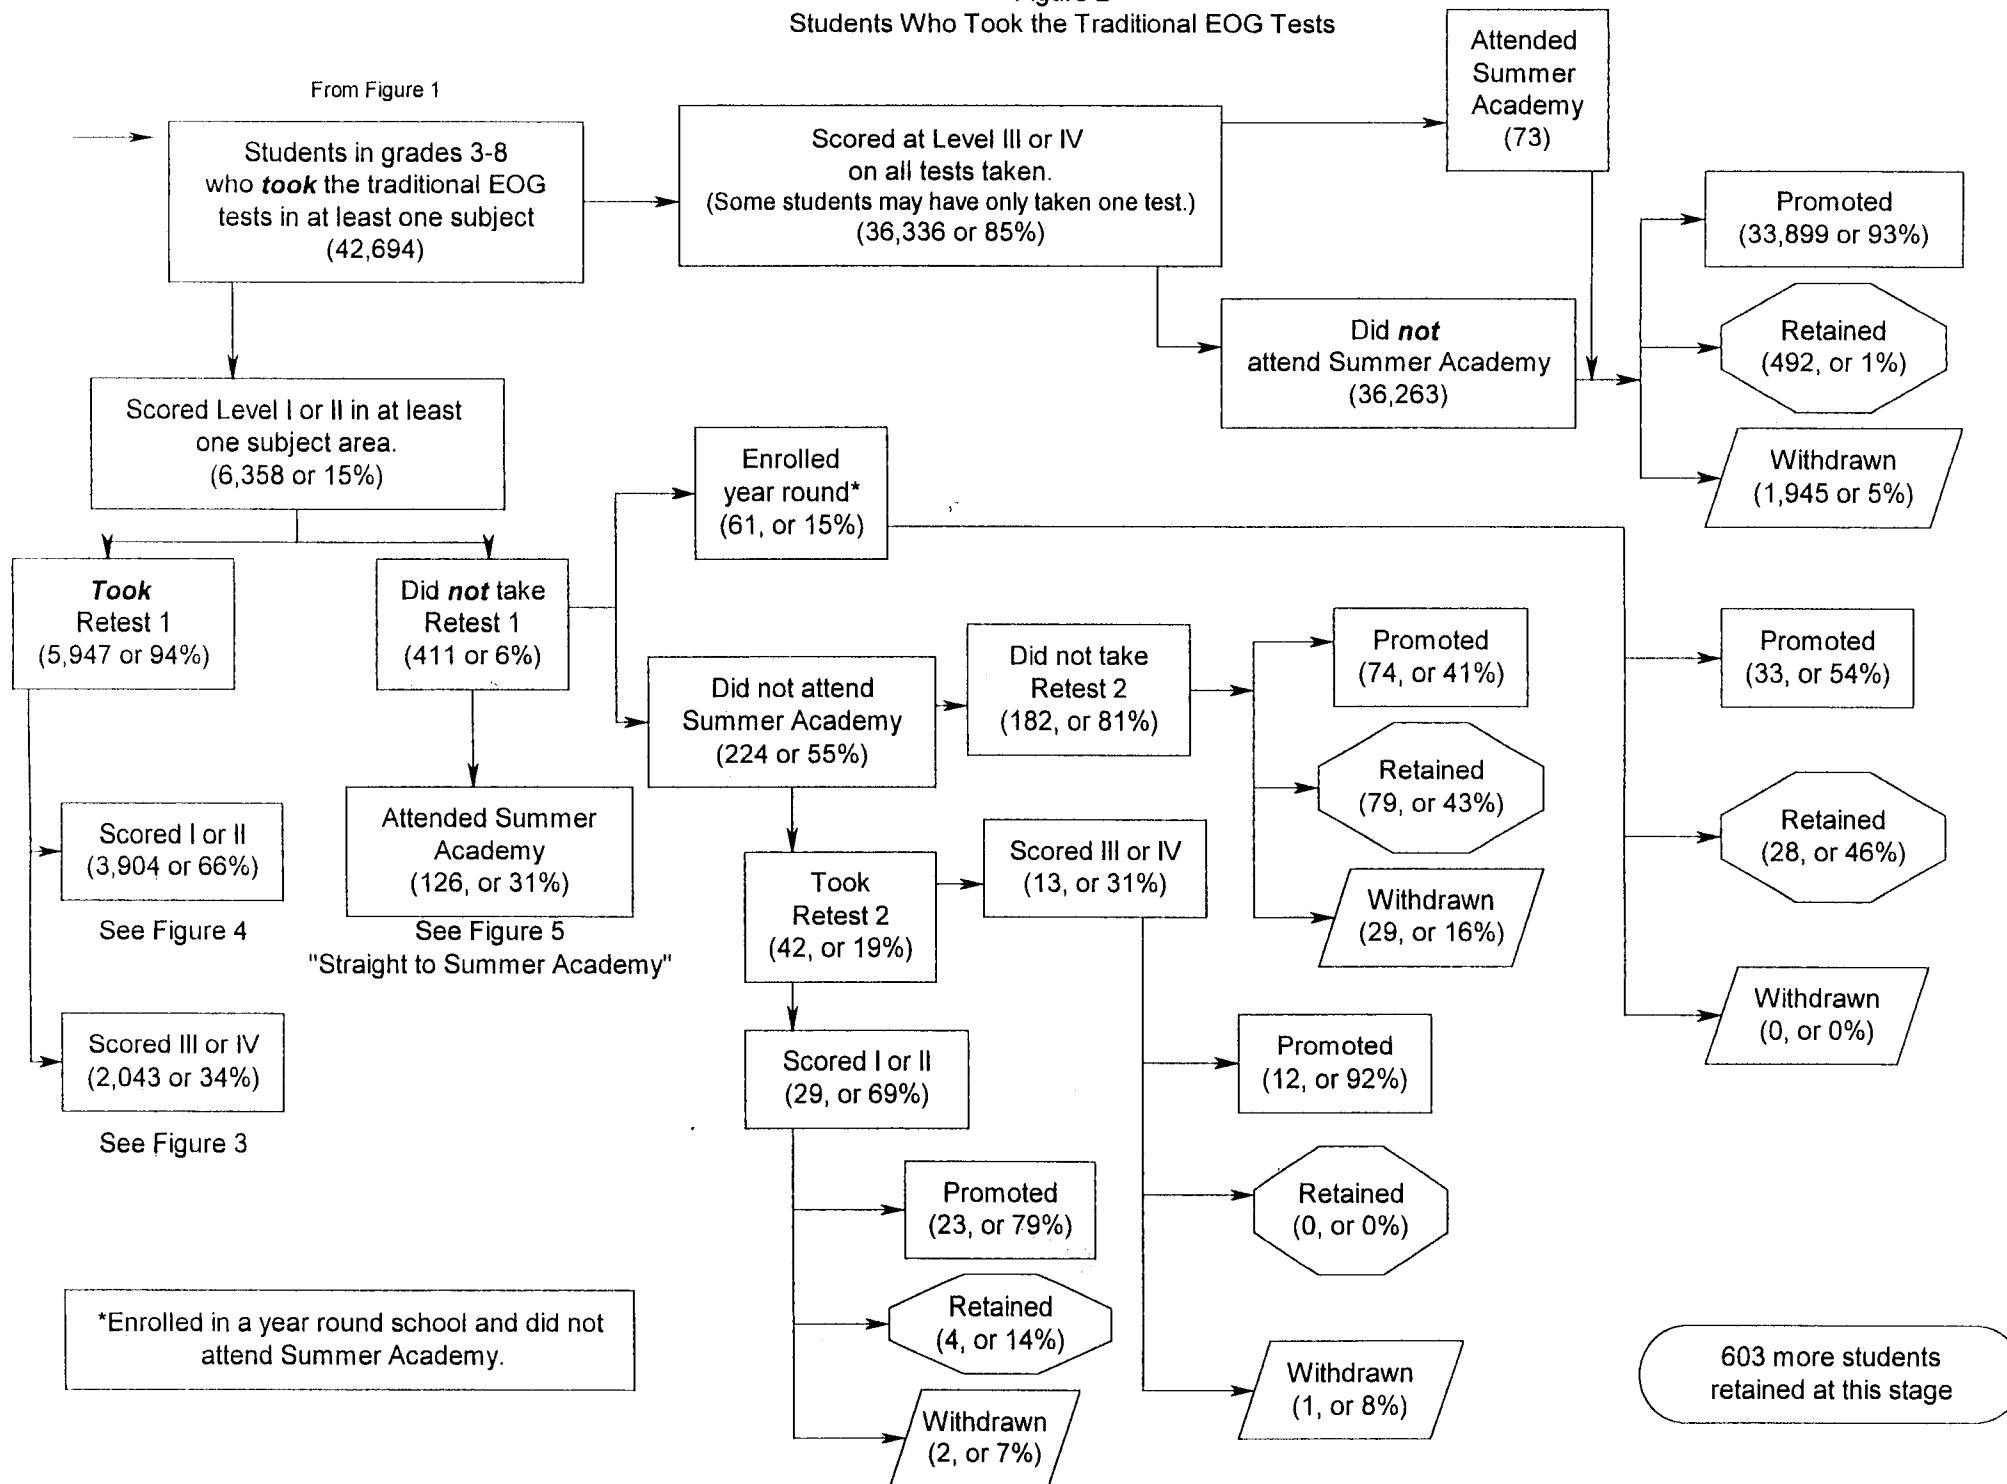 Students Who Took the Traditional EOG Tests
From Figure 1
Students in grades 3-8
who took the traditional EOG
tests in at least one subject
(42,694)
Scored at Level III or IV
on all tests taken.
(Some students may have only taken one test.)
(36,336 or 85%)
Attended
Summer
Academy
(73)
Did not
attend Summer Academy
(36,263)
Promoted
(33,899 or 93%)
Retained
(492, or 1%)
Withdrawn
(1,945 or 5%)
Scored Level I or II in at least
one subject area.
(6,358 or 15%)
Took
Retest 1
(5,947 or 94%)
Did not take
Retest 1
(411 or 6%)
Enrolled
year round*
(61, or 15%)
Promoted
(33, or 54%)
Retained
(28, or 46%)
Withdrawn
(0, or 0%)
Did not attend
Summer Academy
(224 or 55%)
Did not take
Retest 2
(182, or 81%)
Promoted
(74, or 41%)
Retained
(79, or 43%)
Withdrawn
(29, or 16%)
Scored I or II
(3,904 or 66%)
See Figure 4
Scored III or IV
(2,043 or 34%)
See Figure 3
Attended Summer
Academy
(126, or 31%)
See Figure 5
"Straight to Summer Academy"
Took
Retest 2
(42, or 19%)
Scored III or IV
(13, or 31%)
Promoted
(12, or 92%)
Retained
(0, or 0%)
Withdrawn
(1, or 8%)
Scored I or II
(29, or 69%)
Promoted
(23, or 79%)
Retained
(4, or 14%)
Withdrawn
(2, or 7%)
*Enrolled in a year round school and did not
attend Summer Academy.
603 more students
retained at this stage